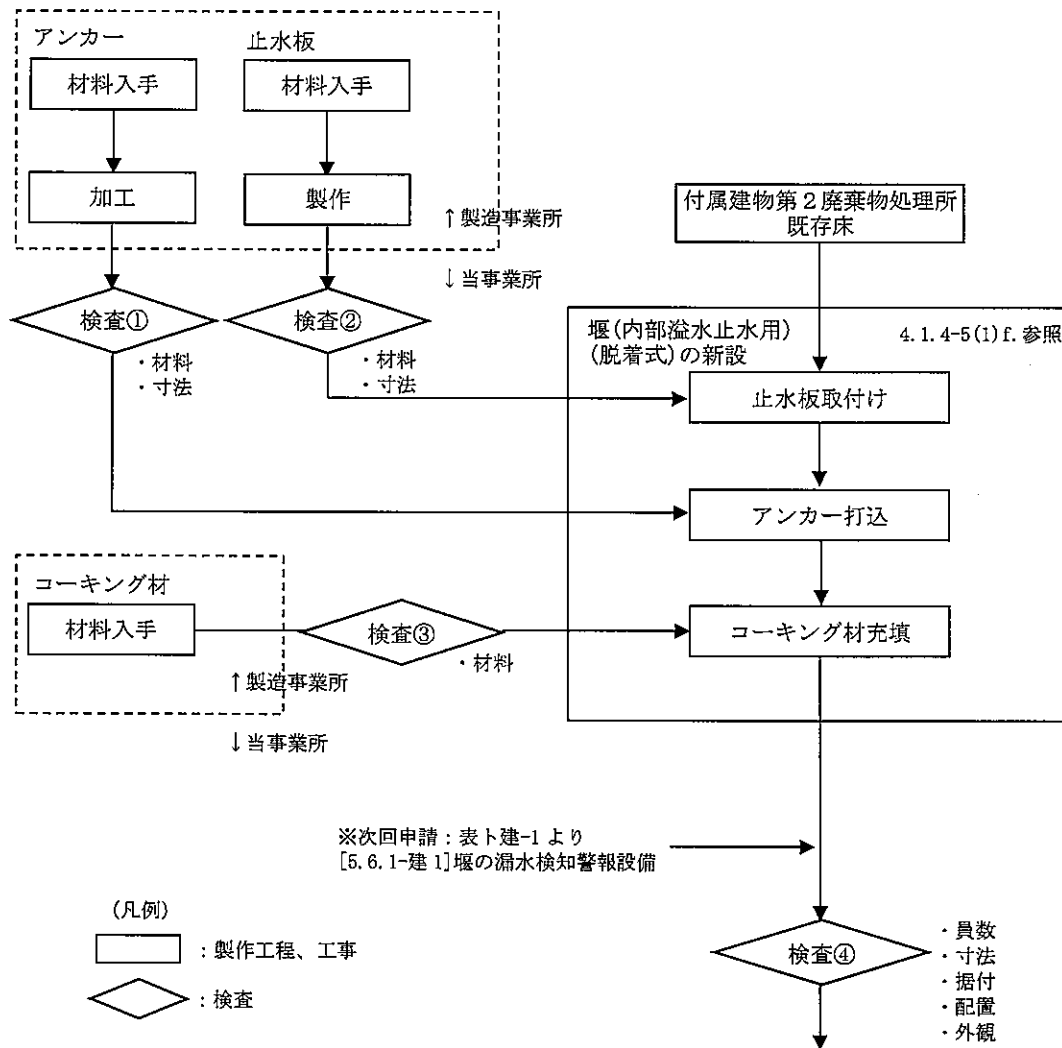 アンカー
止水板
材料入手
材料入手
加工
製作
↑製造事業所
↓当事業所
検査①
・材料
・寸法
検査②
・材料
・寸法
付属建物第2廃棄物処理所
既存床
堰(内部溢水止水用)
(脱着式)の新設
4.1.4-5(1)f.参照
止水板取付け
アンカー打込
コーキング材
材料入手
検査③
・材料
コーキング材充填
↑製造事業所
↓当事業所
※次回申請:表ト建-1より
[5.6.1-建1]堰の漏水検知警報設備
(凡例)
:製作工程、工事
:検査
検査④
・員数
・寸法
・据付
・配置
・外観